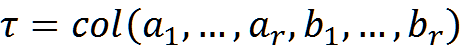 τ = col(a₁, … , aᵣ, b₁, … , bᵣ)